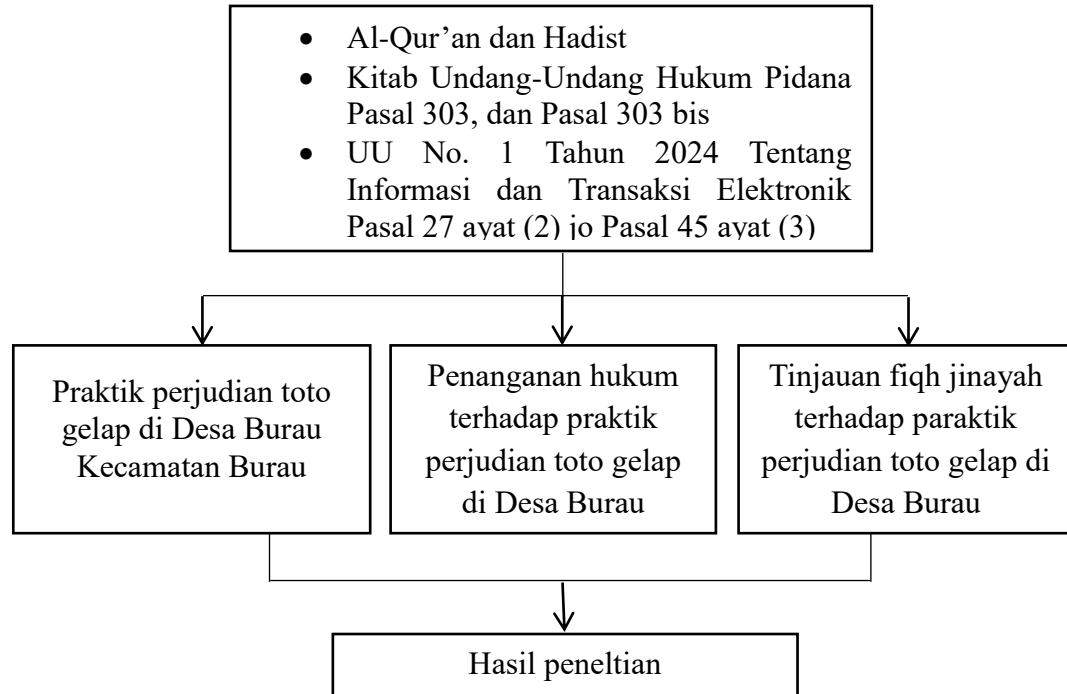 • Al-Qur’an dan Hadist
• Kitab Undang-Undang Hukum Pidana
Pasal 303, dan Pasal 303 bis
• UU No. 1 Tahun 2024 Tentang
Informasi dan Transaksi Elektronik
Pasal 27 ayat (2) jo Pasal 45 ayat (3)
Praktik perjudian toto
gelap di Desa Burau
Kecamatan Burau
Penanganan hukum
terhadap praktik
perjudian toto gelap
di Desa Burau
Tinjauan fiqh jinayah
terhadap paraktik
perjudian toto gelap di
Desa Burau
Hasil peneltian